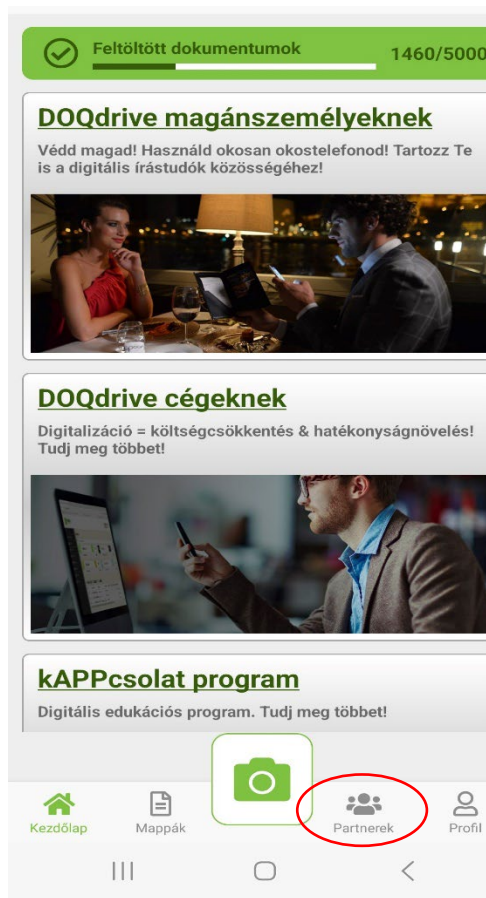 Feltöltött dokumentumok
1460/5000
DOQdrive magánszemélyeknek
Védd magad! Használd okosan okostelefonod! Tartozz Te
is a digitális írástudók közösségéhez!
DOQdrive cégeknek
Digitalizáció = költségcsökkentés & hatékonyságnövelés!
Tudj meg többet!
kAPPcsolat program
Digitális edukációs program. Tudj meg többet!
Kezdőlap
Mappák
Partnerek
Profil